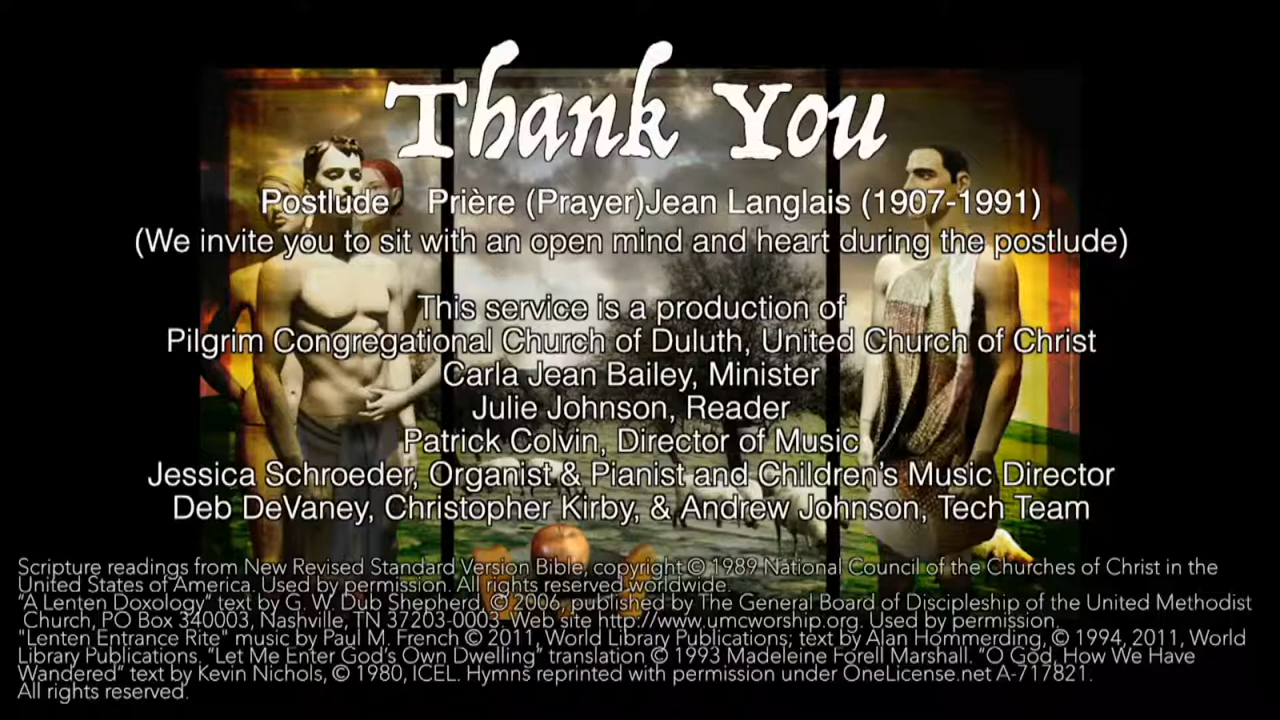 Thank You
Postlude Prière (Prayer)Jean Langlais (1907-1991)
(We invite you to sit with an open mind and heart during the postlude)
This service is a production of
Pilgrim Congregational Church of Duluth, United Church of Christ
Carla Jean Bailey, Minister
Julie Johnson, Reader
Patrick Colvin, Director of Music
Jessica Schroeder, Organist & Pianist and Children's Music Director
Deb DeVaney, Christopher Kirby, & Andrew Johnson, Tech Team
Scripture readings from New Revised Standard Version Bible, copyright © 1989 National Council of the Churches of Christ in the
United States of America. Used by permission. All rights reserved worldwide.
“A Lenten Doxology” text by G. W. Dub Shepherd, © 2006, published by The General Board of Discipleship of the United Methodist
Church, PO Box 340003, Nashville, TN 37203-0003. Web site http://www.umcworship.org. Used by permission.
"Lenten Entrance Rite" music by Paul M. French © 2011, World Library Publications; text by Alan Hommerding, © 1994, 2011, World
Library Publications. “Let Me Enter God’s Own Dwelling” translation © 1993 Madeleine Forell Marshall. “O God, How We Have
Wandered” text by Kevin Nichols, © 1980, ICEL. Hymns reprinted with permission under OneLicense.net A-717821.
All rights reserved.